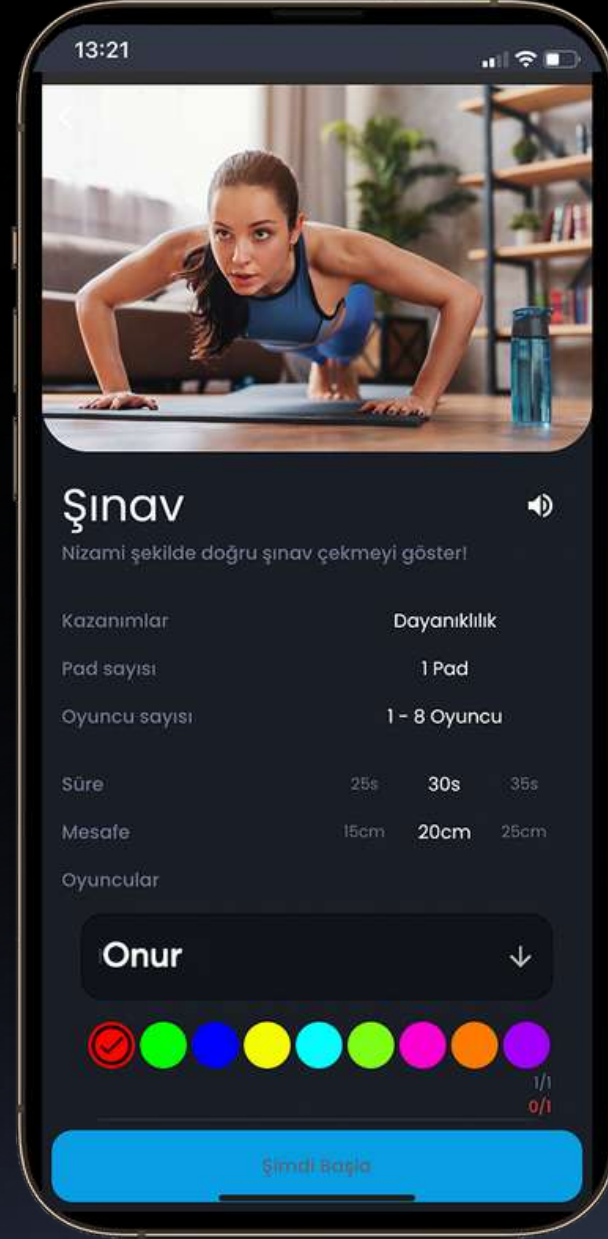 13:21
Şınav
Nizami şekilde doğru şınav çekmeyi göster!
Kazanımlar Dayanıklılık
Pad sayısı 1 Pad
Oyuncu sayısı 1 - 8 Oyuncu
Süre 25s 30s 35s
Mesafe 15cm 20cm 25cm
Oyuncular
Onur
1/1
0/1
Şimdi Başla